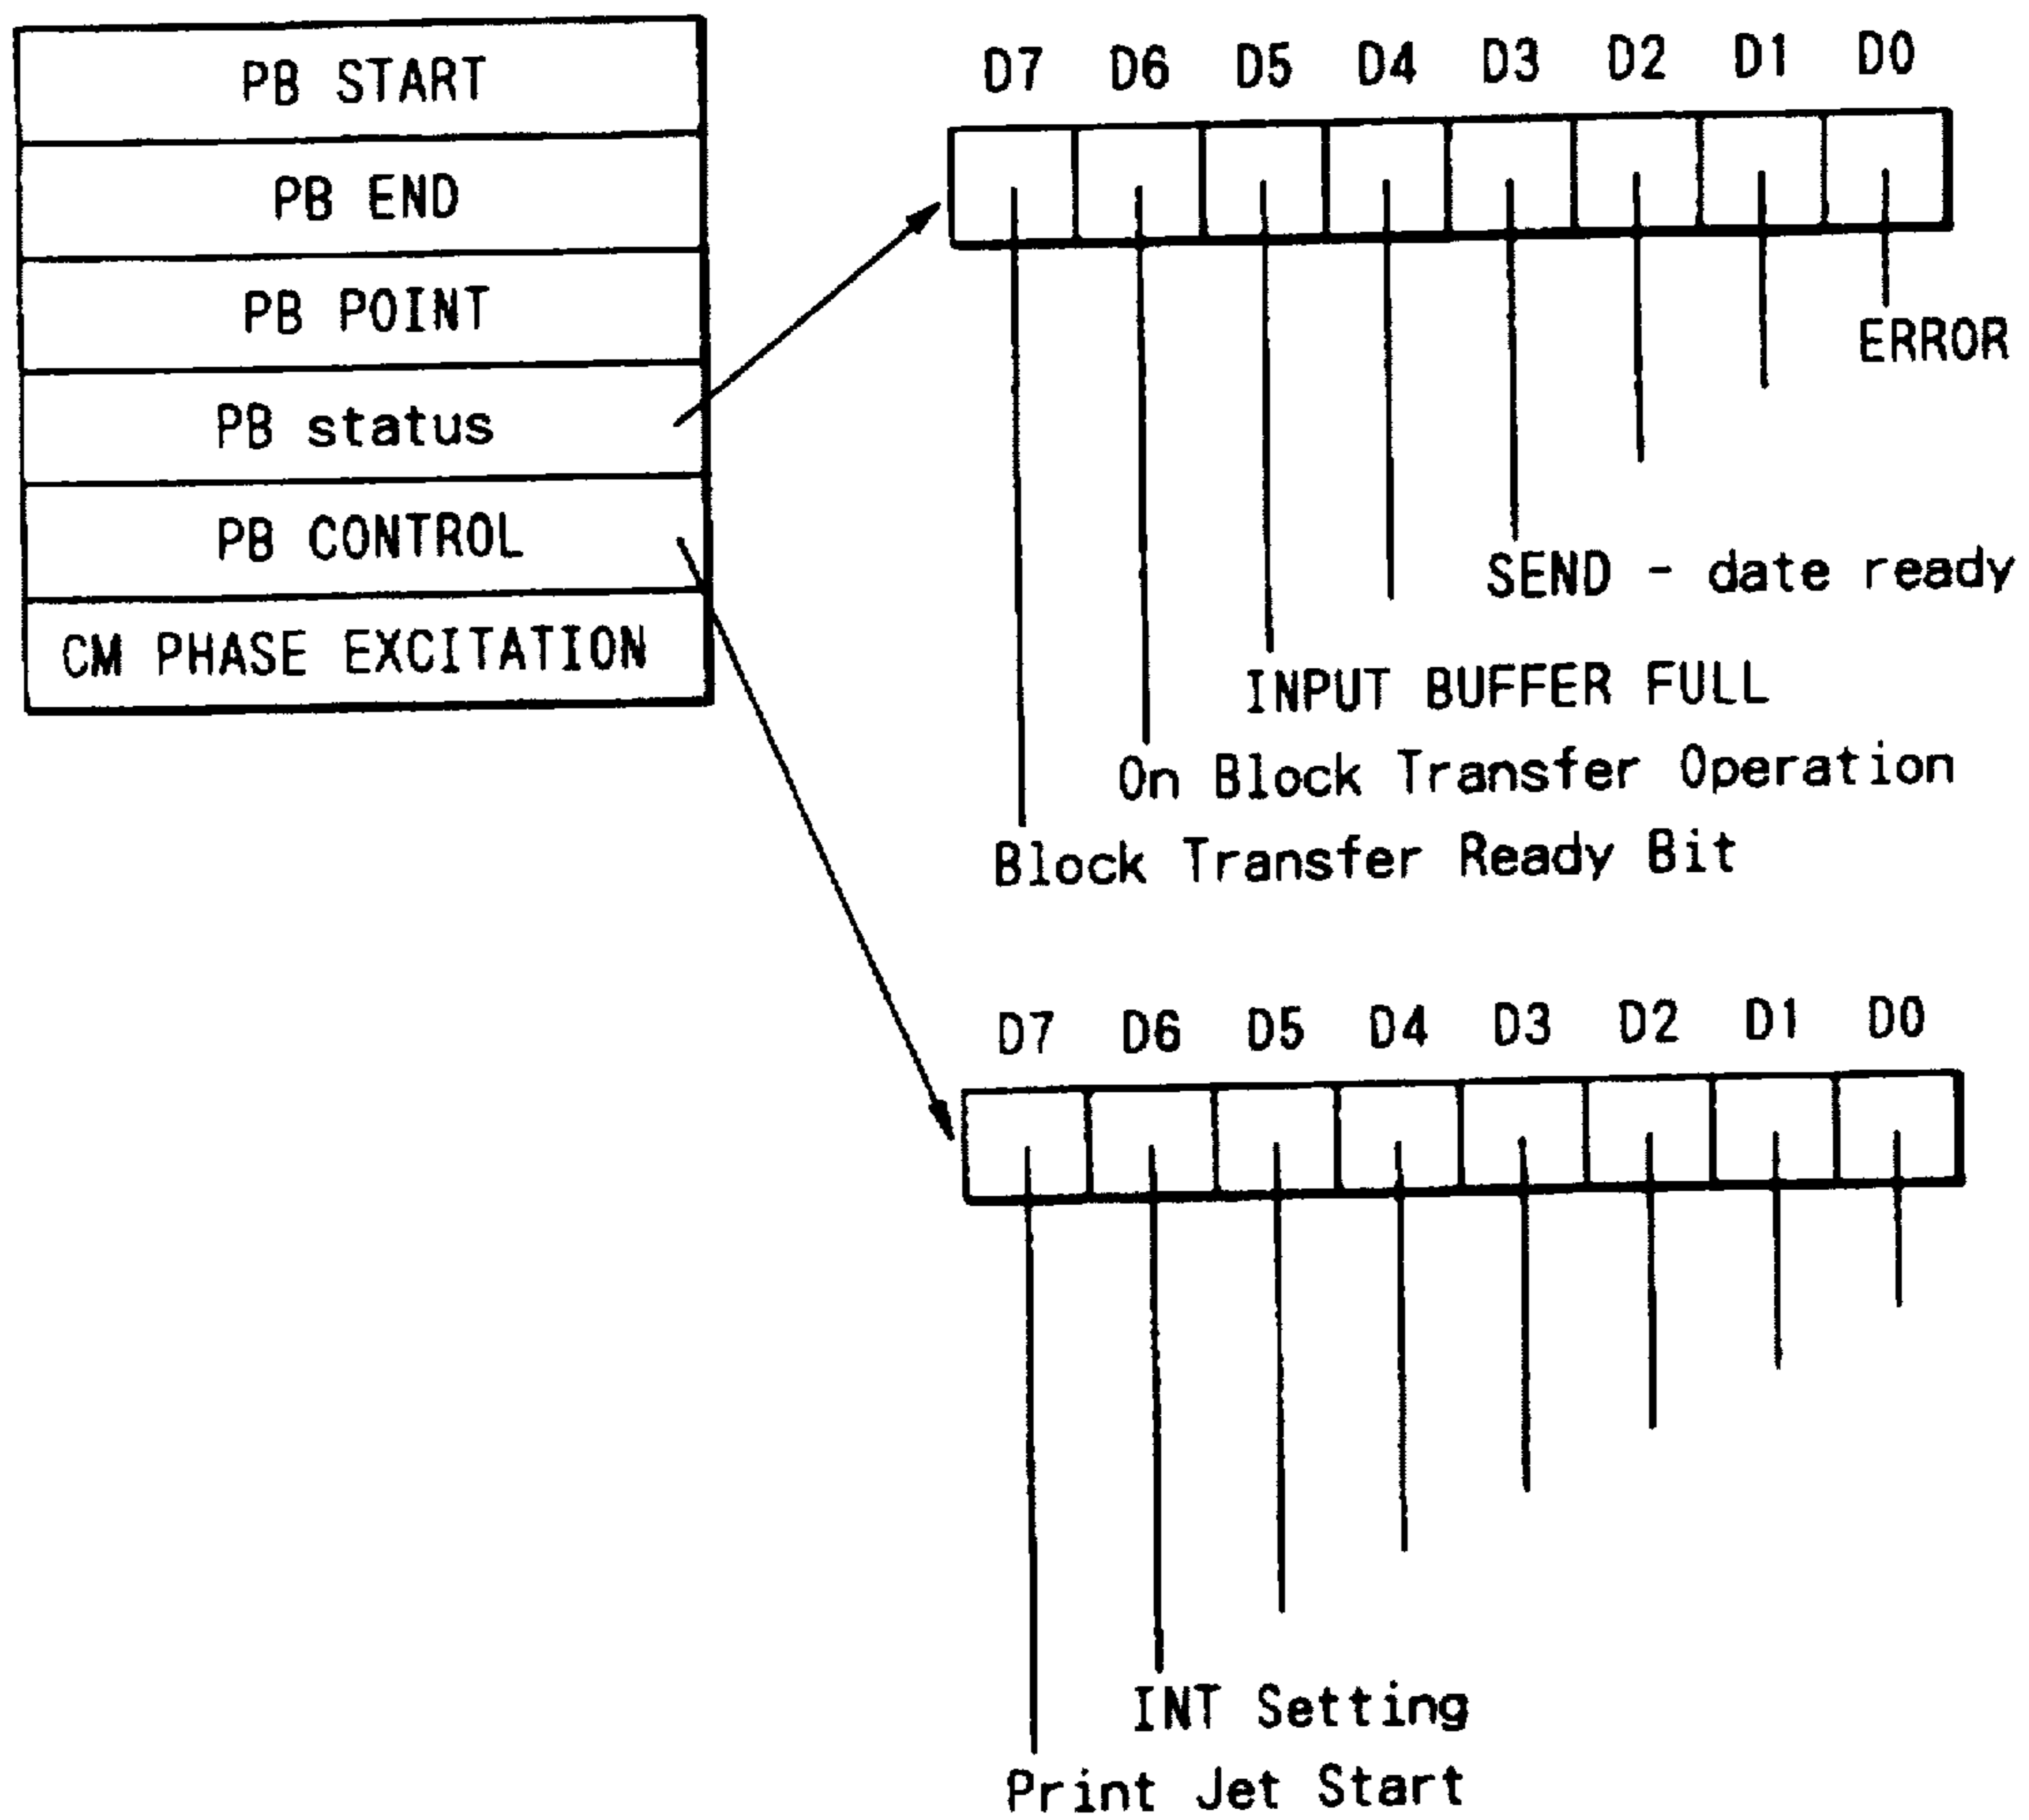 PB START
PB END
PB POINT
PB status
PB CONTROL
CM PHASE EXCITATION
D7 D6 D5 D4 D3 D2 D1 D0
ERROR
SEND - date ready
INPUT BUFFER FULL
On Block Transfer Operation
Block Transfer Ready Bit
D7 D6 D5 D4 D3 D2 D1 D0
INT Setting
Print Jet Start